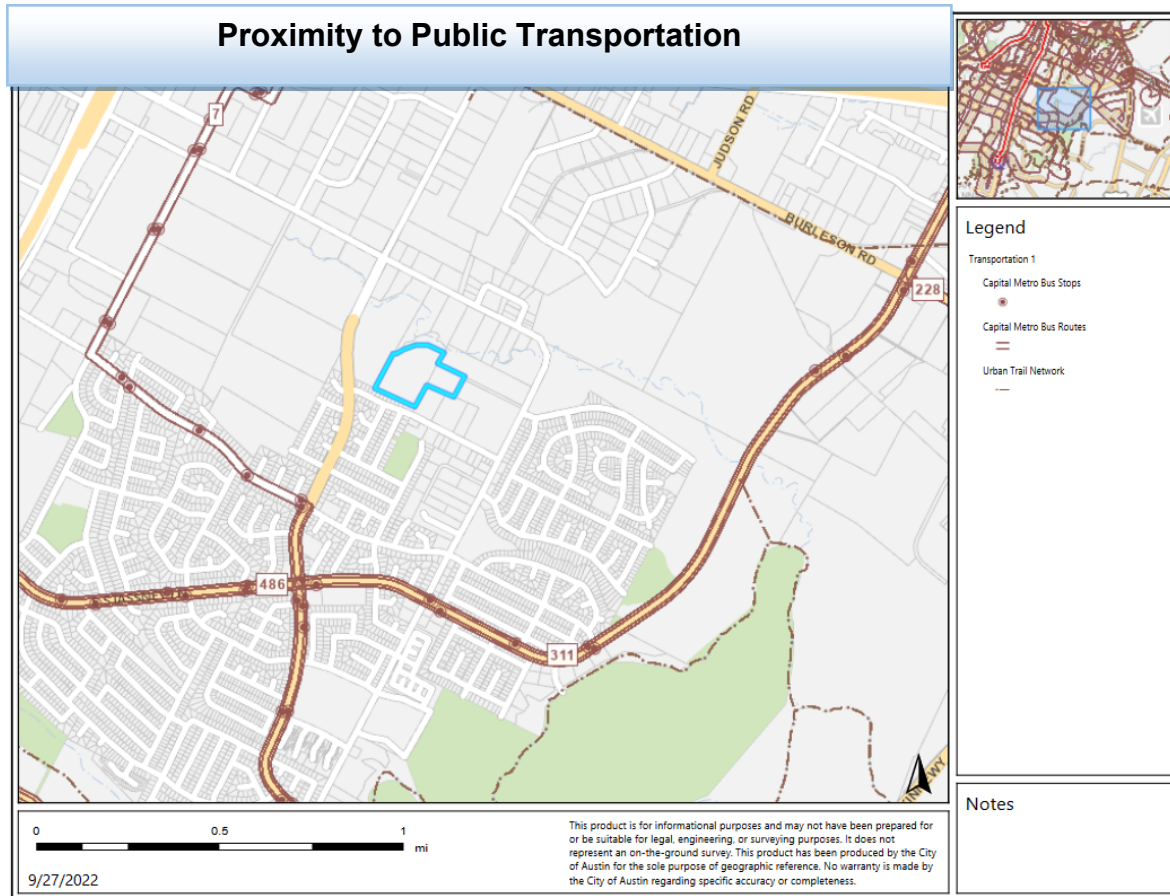 Proximity to Public Transportation
7
JUDSON RD
BURLESON RD
228
486
311
Legend
Transportation 1
Capital Metro Bus Stops
Capital Metro Bus Routes
Urban Trail Network
0 0.5 1
mi
9/27/2022
This product is for informational purposes and may not have been prepared for
or be suitable for legal, engineering, or surveying purposes. It does not
represent an on-the-ground survey. This product has been produced by the City
of Austin for the sole purpose of geographic reference. No warranty is made by
the City of Austin regarding specific accuracy or completeness.
Notes